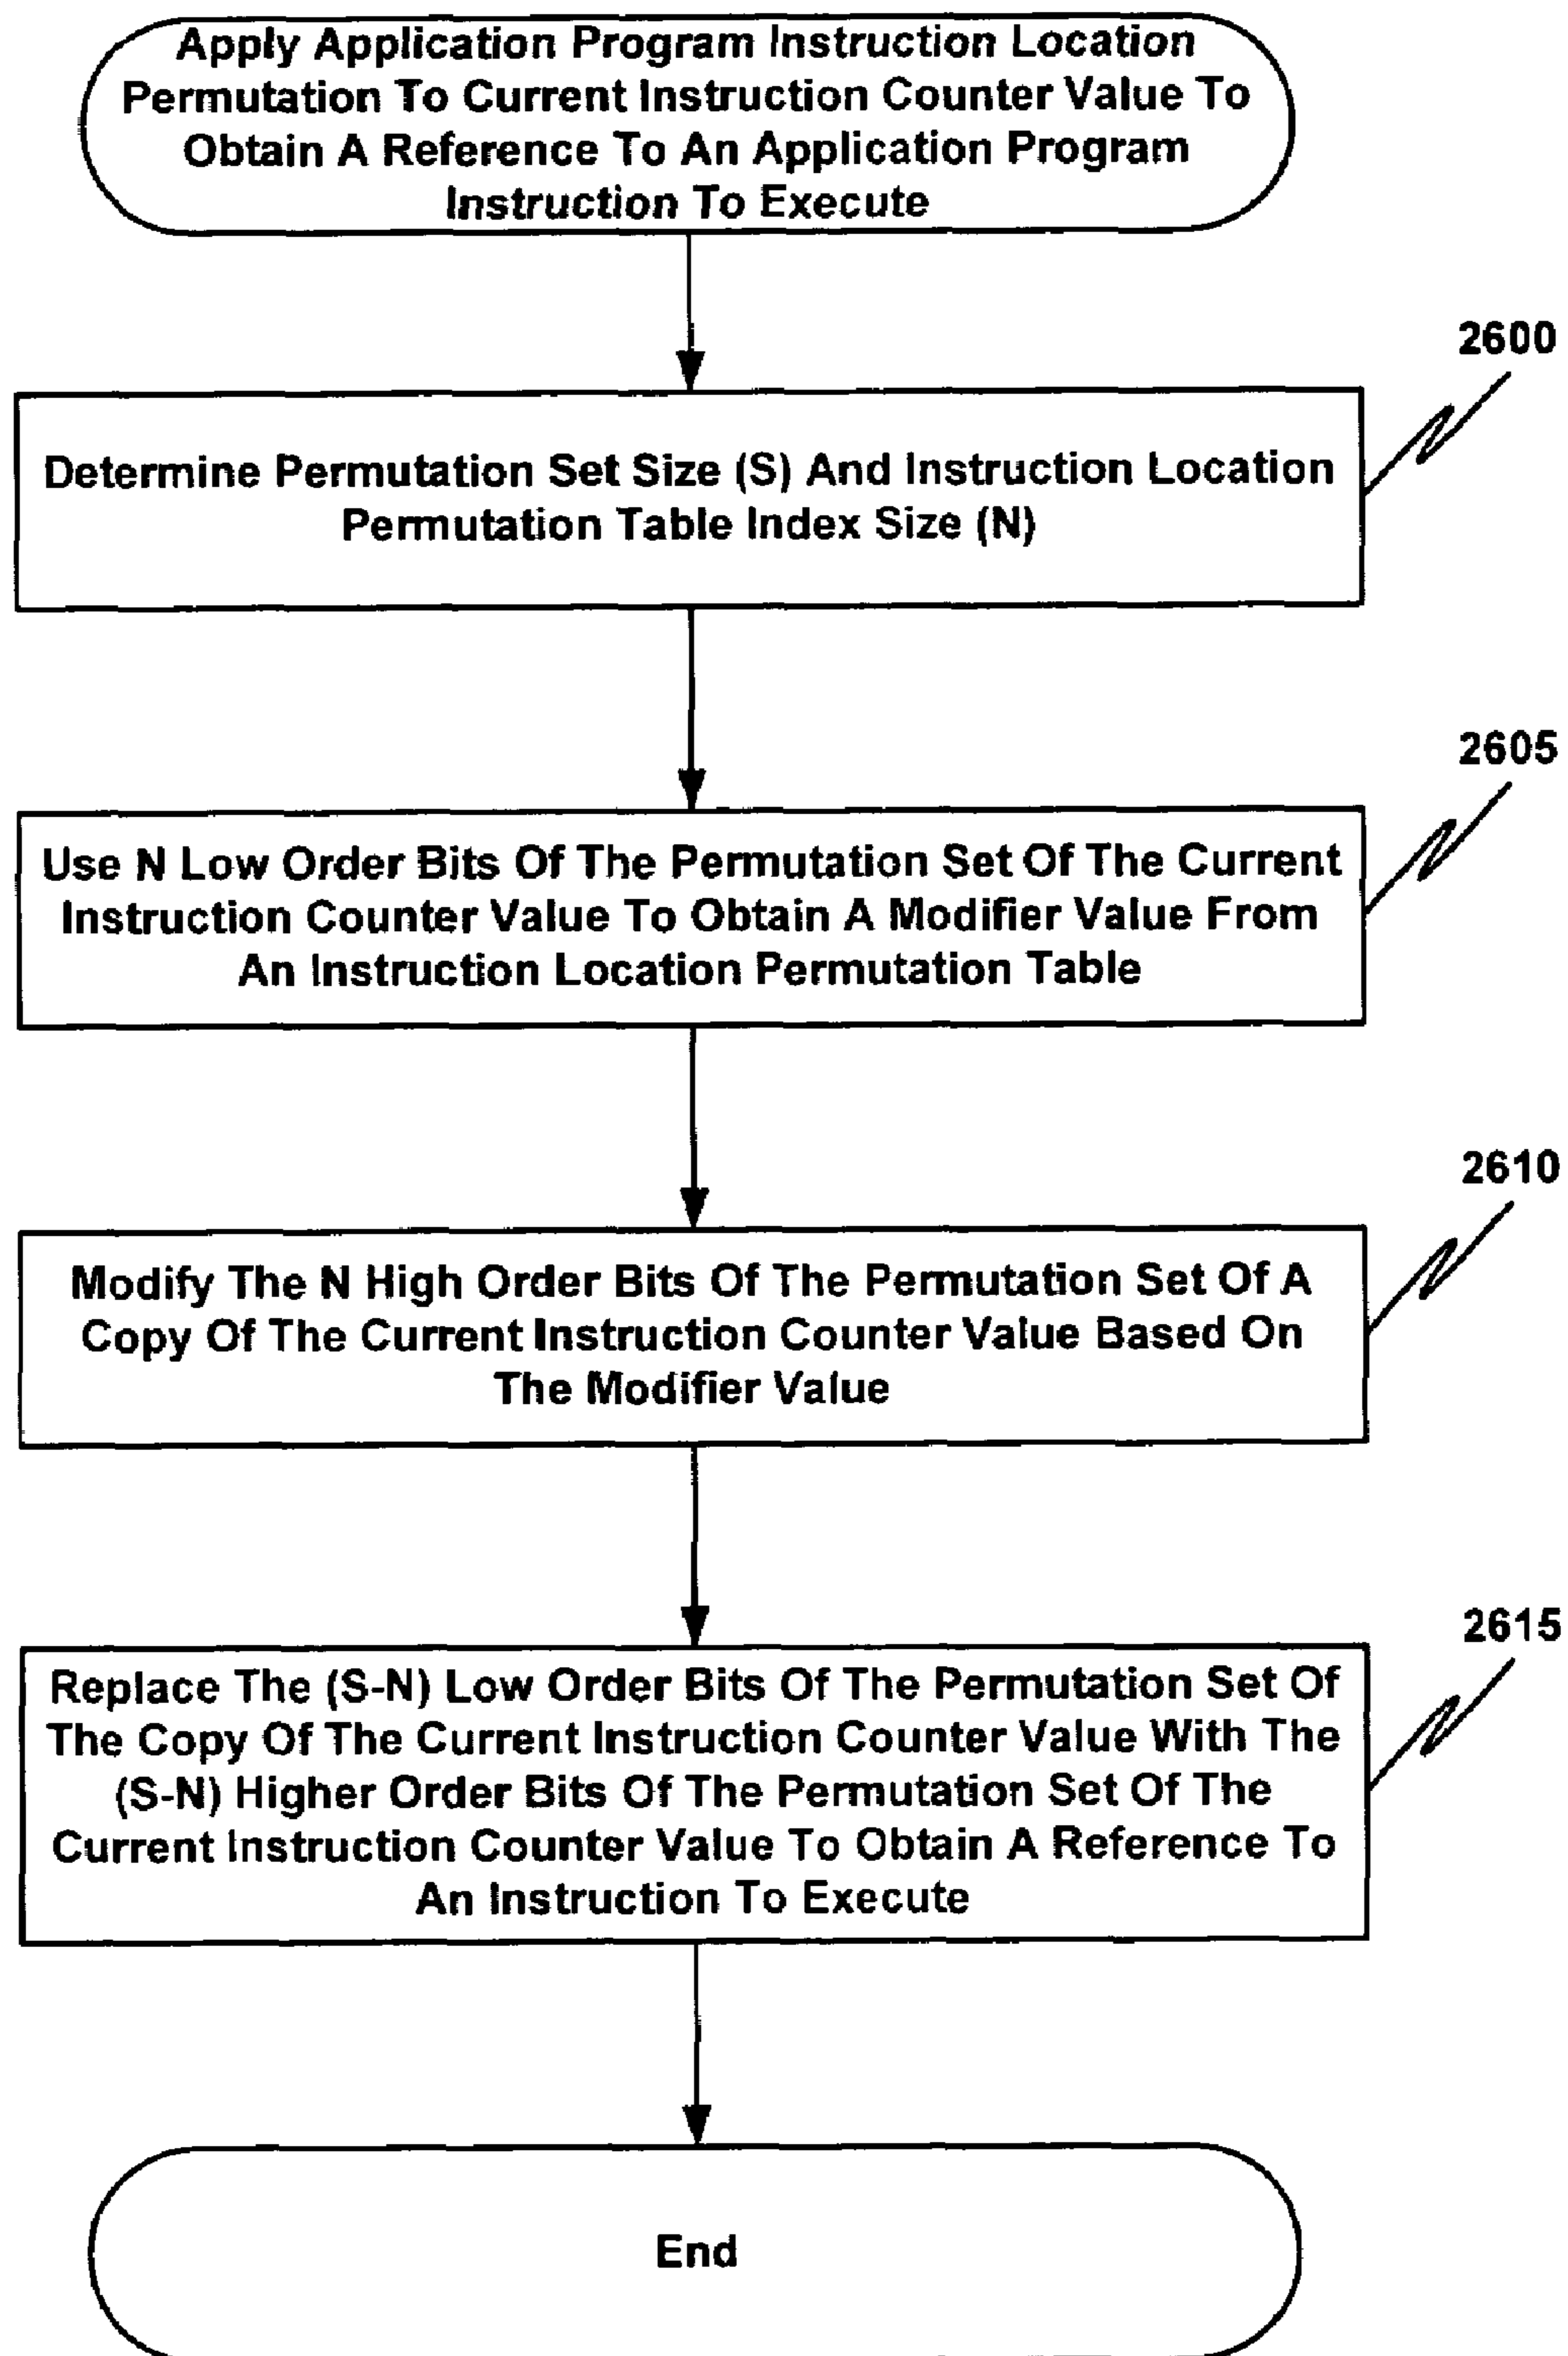 Apply Application Program Instruction Location
Permutation To Current Instruction Counter Value To
Obtain A Reference To An Application Program
Instruction To Execute
2600
Determine Permutation Set Size (S) And Instruction Location
Permutation Table Index Size (N)
2605
Use N Low Order Bits Of The Permutation Set Of The Current
Instruction Counter Value To Obtain A Modifier Value From
An Instruction Location Permutation Table
2610
Modify The N High Order Bits Of The Permutation Set Of A
Copy Of The Current Instruction Counter Value Based On
The Modifier Value
2615
Replace The (S-N) Low Order Bits Of The Permutation Set Of
The Copy Of The Current Instruction Counter Value With The
(S-N) Higher Order Bits Of The Permutation Set Of The
Current Instruction Counter Value To Obtain A Reference To
An Instruction To Execute
End